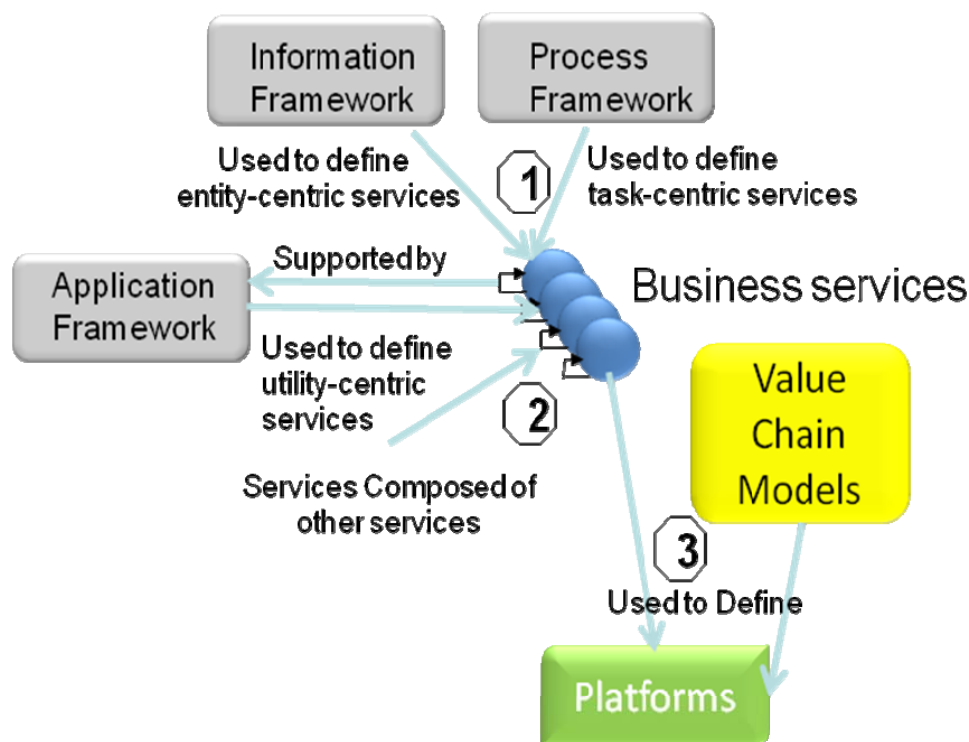 Information
Framework
Process
Framework
Used to define
entity-centric services
1
Used to define
task-centric services
Supported by
Application
Framework
Business services
Used to define
utility-centric
services
2
Value
Chain
Models
Services Composed of
other services
3
Used to Define
Platforms